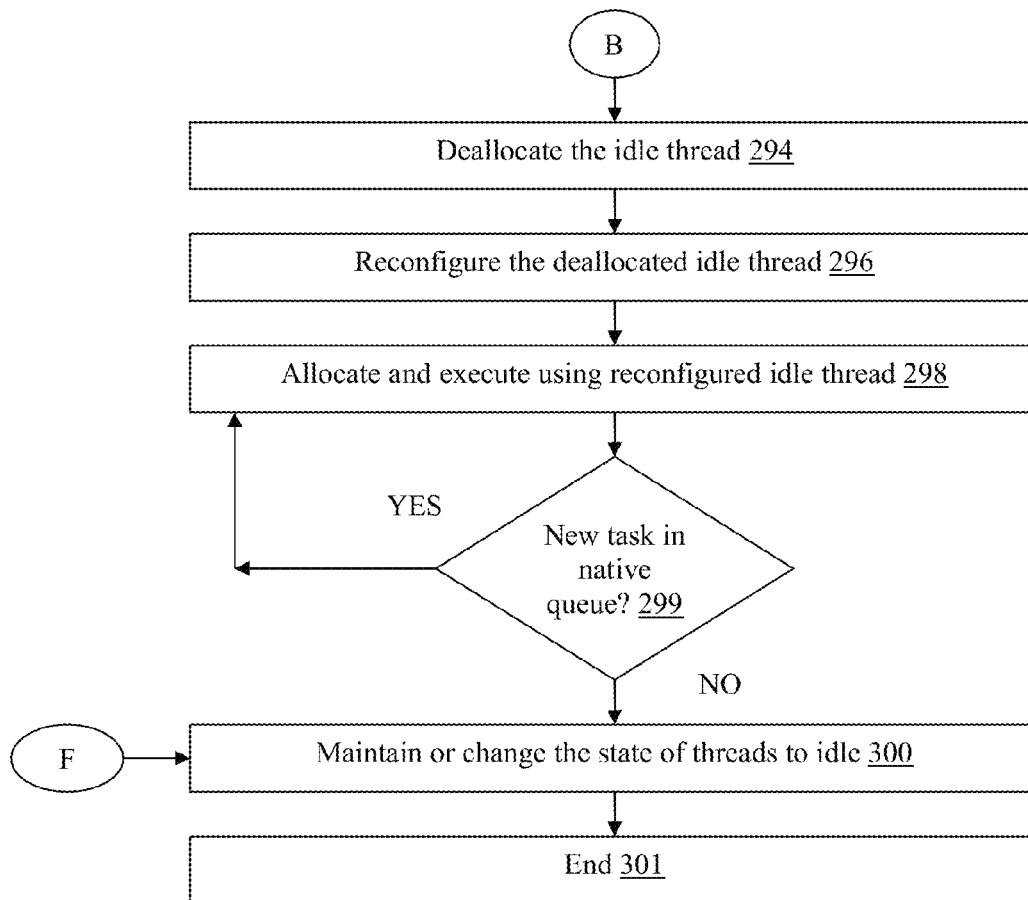 B
Deallocate the idle thread 294
Reconfigure the deallocated idle thread 296
Allocate and execute using reconfigured idle thread 298
YES
New task in
native
queue? 299
NO
F
Maintain or change the state of threads to idle 300
End 301